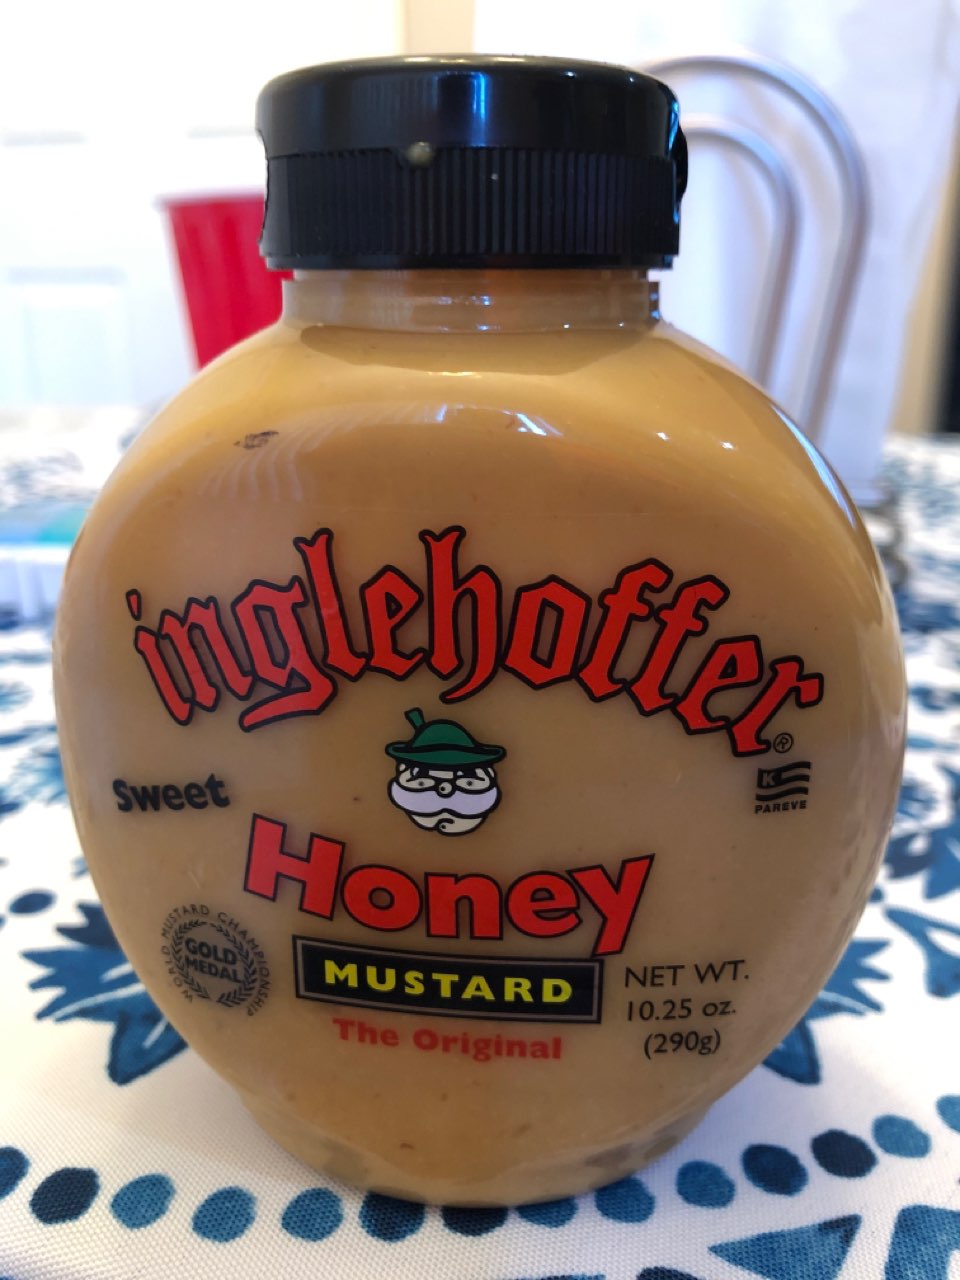 inglehoffer®
Sweet
K
PAREVE
Honey
MUSTARD
The Original
WORLD MUSTARD CHAMPIONSHIP
GOLD
MEDAL
NET WT.
10.25 oz.
(290g)